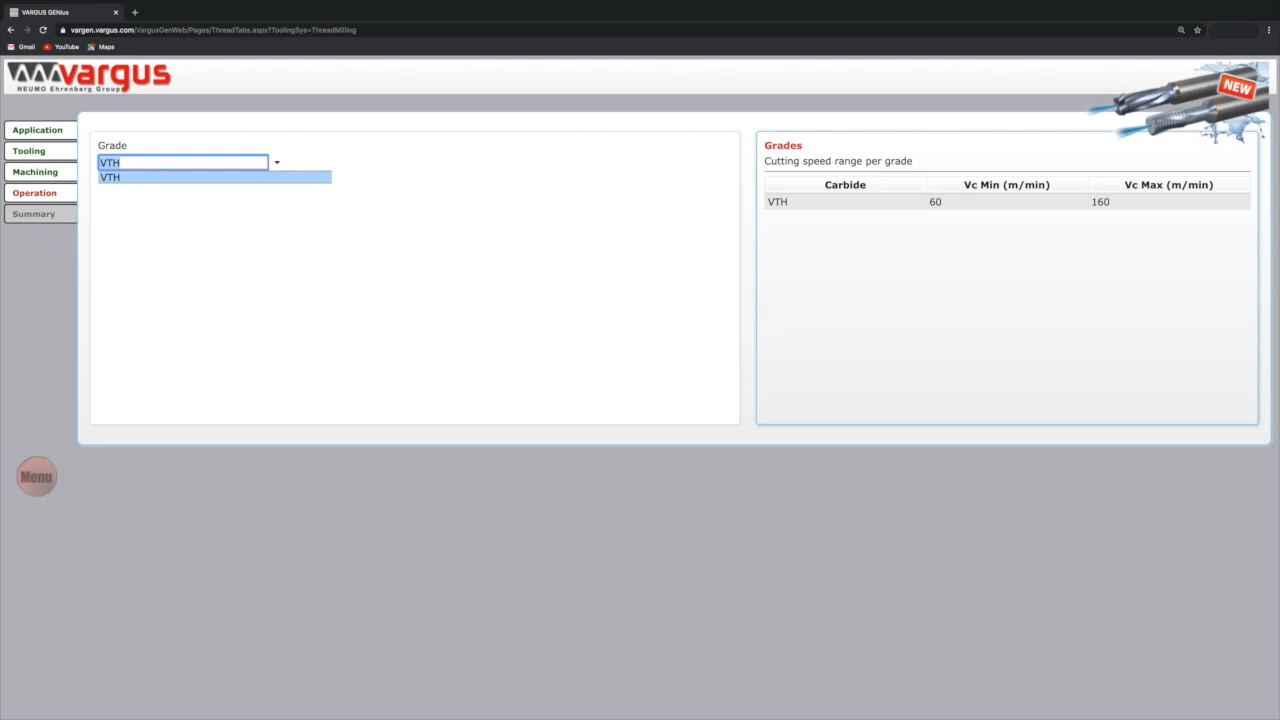 VARGUS GENius
vargen.vargus.com/VargusGenWeb/Pages/ThreadTabs.aspx?ToolingSys=ThreadMilling
Gmail YouTube Maps
vargus
NEUMO Ehrenberg Group
NEW
Application
Tooling
Machining
Operation
Summary
Menu
Grade
VTH
VTH
Grades
Cutting speed range per grade
Carbide Vc Min (m/min) Vc Max (m/min)
VTH 60 160